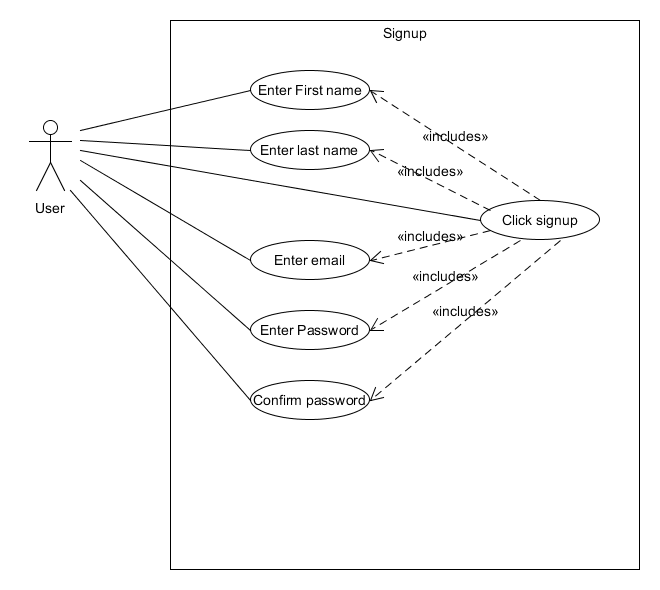 Signup
Enter First name
«includes»
Enter last name
«includes»
User
Click signup
«includes»
Enter email
«includes»
«includes»
Enter Password
Confirm password